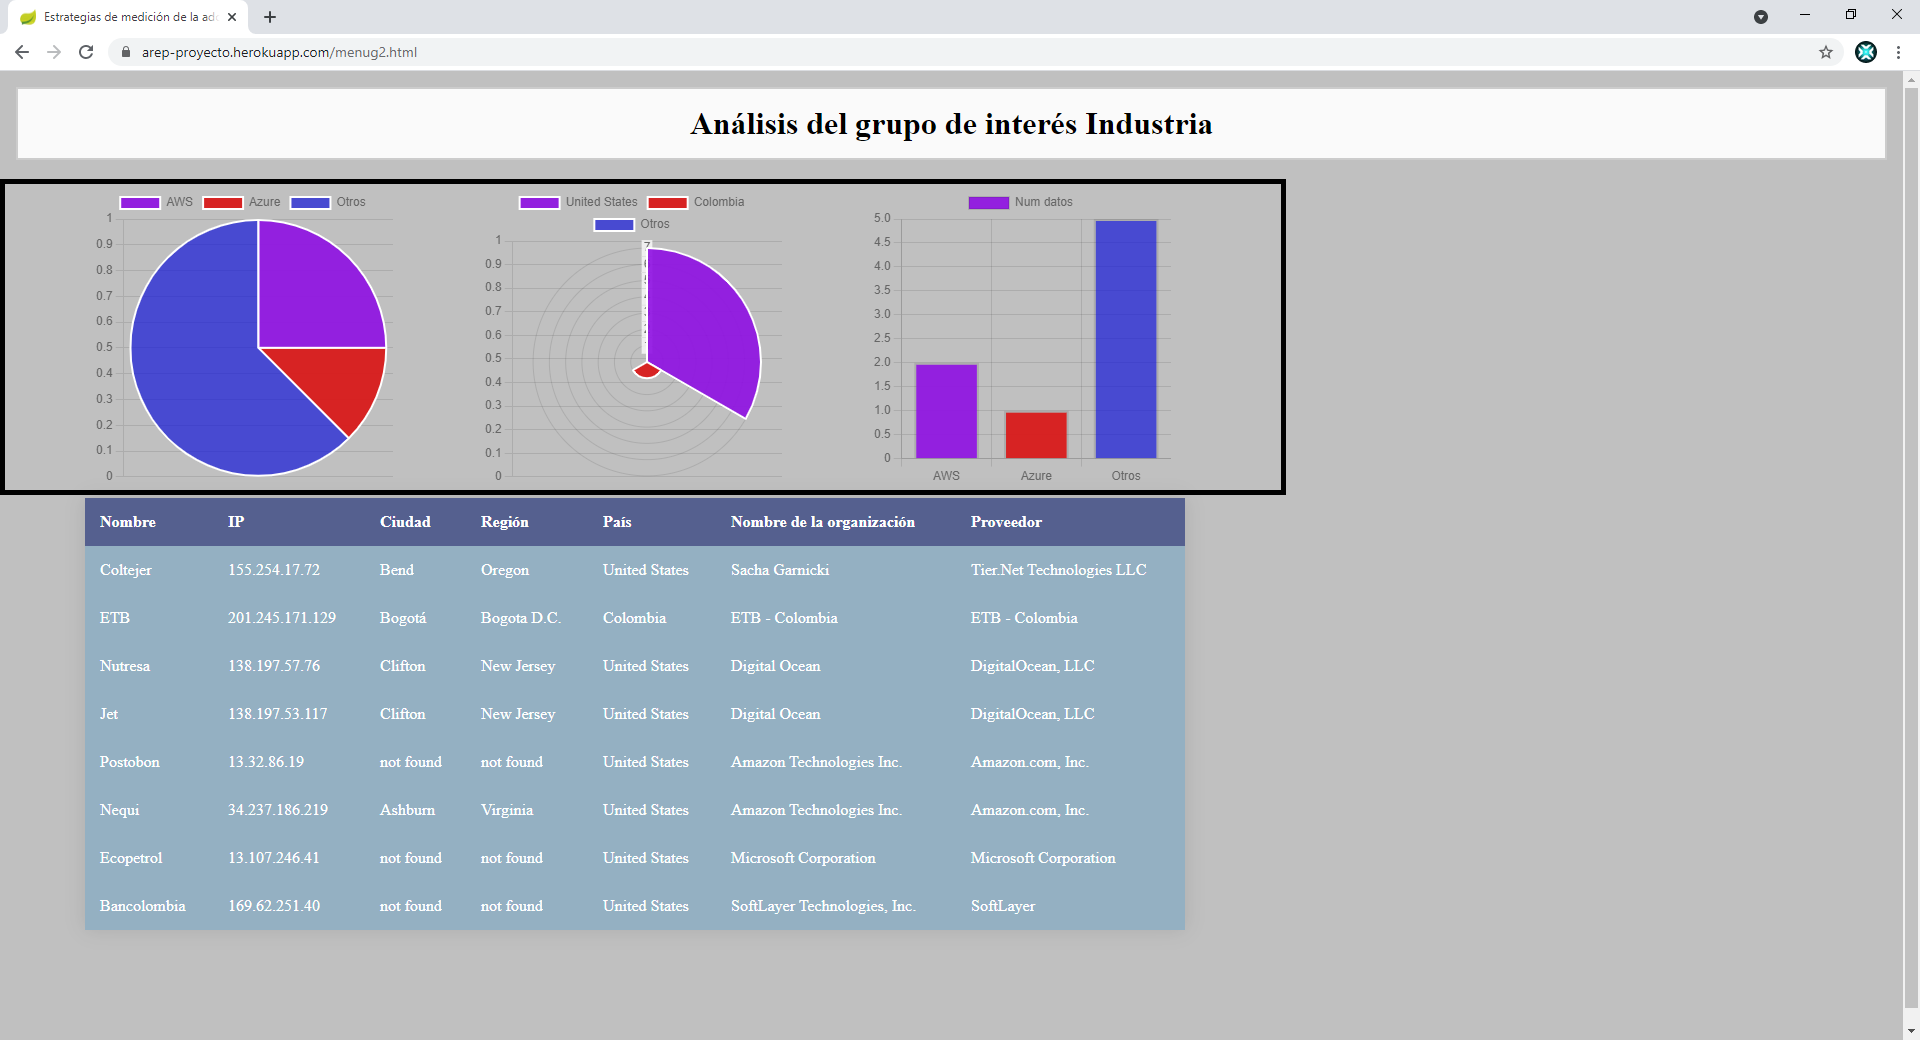 Estrategias de medición de la ad
arep-proyecto.herokuapp.com/menug2.html
Análisis del grupo de interés Industria
AWS Azure Otros
1
0.9
0.8
0.7
0.6
0.5
0.4
0.3
0.2
0.1
0
United States Colombia
Otros
1
0.9
0.8
0.7
0.6
0.5
0.4
0.3
0.2
0.1
0
7
Num datos
5.0
4.5
4.0
3.5
3.0
2.5
2.0
1.5
1.0
0.5
0
AWS Azure Otros
Nombre IP Ciudad Región País Nombre de la organización Proveedor
Coltejer 155.254.17.72 Bend Oregon United States Sacha Garnicki Tier.Net Technologies LLC
ETB 201.245.171.129 Bogotá Bogota D.C. Colombia ETB - Colombia ETB - Colombia
Nutresa 138.197.57.76 Clifton New Jersey United States Digital Ocean DigitalOcean, LLC
Jet 138.197.53.117 Clifton New Jersey United States Digital Ocean DigitalOcean, LLC
Postobon 13.32.86.19 not found not found United States Amazon Technologies Inc. Amazon.com, Inc.
Nequi 34.237.186.219 Ashburn Virginia United States Amazon Technologies Inc. Amazon.com, Inc.
Ecopetrol 13.107.246.41 not found not found United States Microsoft Corporation Microsoft Corporation
Bancolombia 169.62.251.40 not found not found United States SoftLayer Technologies, Inc. SoftLayer